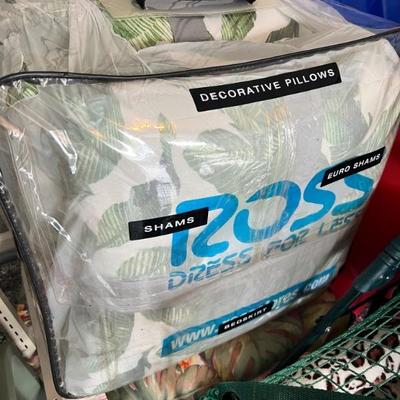 DECORATIVE PILLOWS
EURO SHAMS
SHAMS
ROSS
DRESS FOR LESS
BEDSKIRT